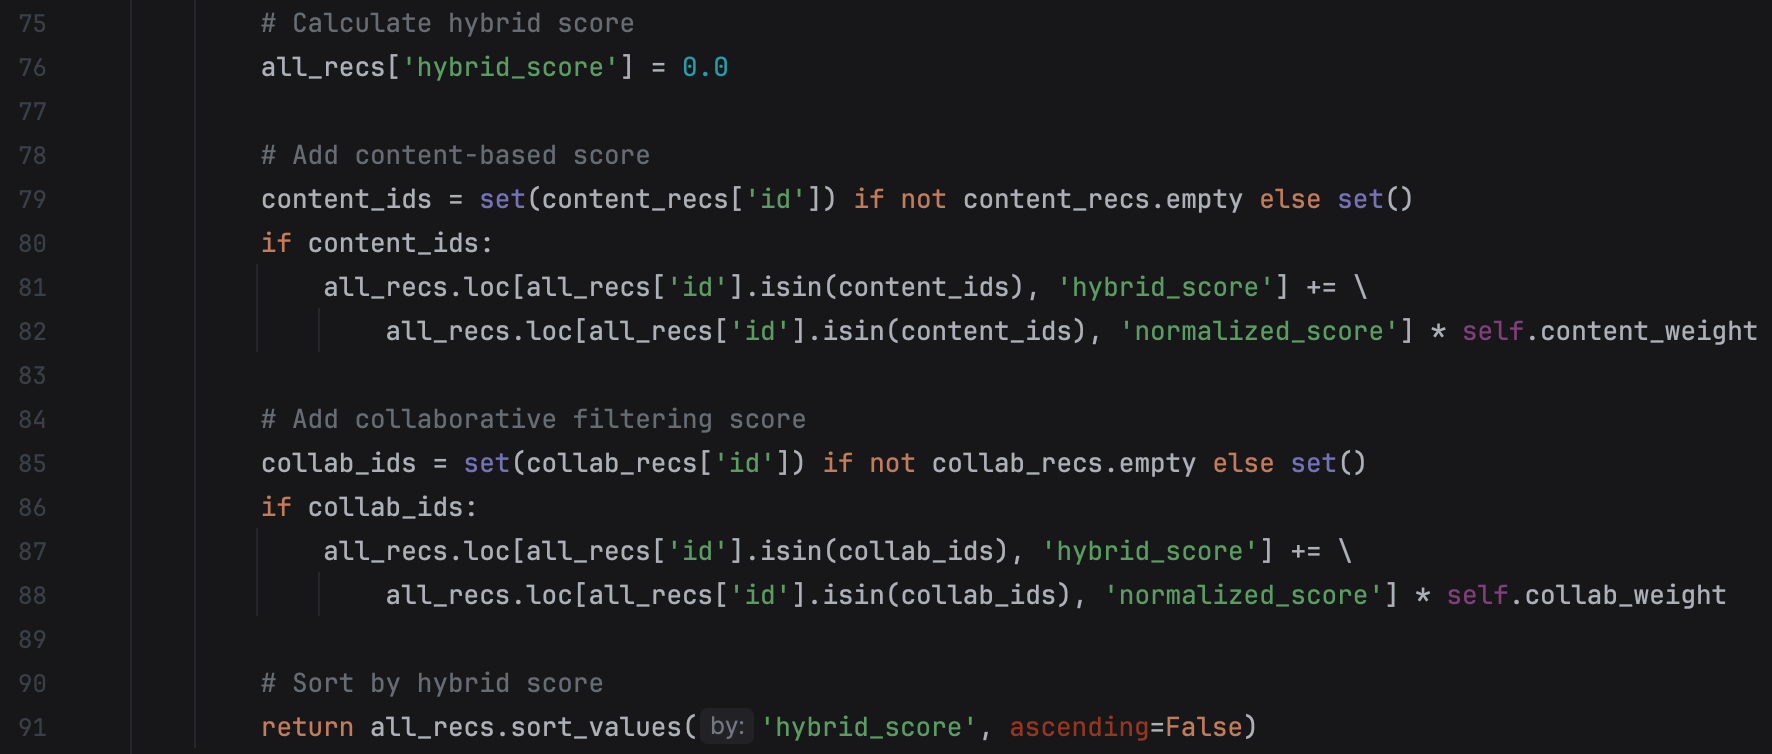 75 # Calculate hybrid score
76 all_recs['hybrid_score'] = 0.0
77
78 # Add content-based score
79 content_ids = set(content_recs['id']) if not content_recs.empty else set()
80 if content_ids:
81 all_recs.loc[all_recs['id'].isin(content_ids), 'hybrid_score'] += \
82 all_recs.loc[all_recs['id'].isin(content_ids), 'normalized_score'] * self.content_weight
83
84 # Add collaborative filtering score
85 collab_ids = set(collab_recs['id']) if not collab_recs.empty else set()
86 if collab_ids:
87 all_recs.loc[all_recs['id'].isin(collab_ids), 'hybrid_score'] += \
88 all_recs.loc[all_recs['id'].isin(collab_ids), 'normalized_score'] * self.collab_weight
89
90 # Sort by hybrid score
91 return all_recs.sort_values( by: 'hybrid_score', ascending=False)